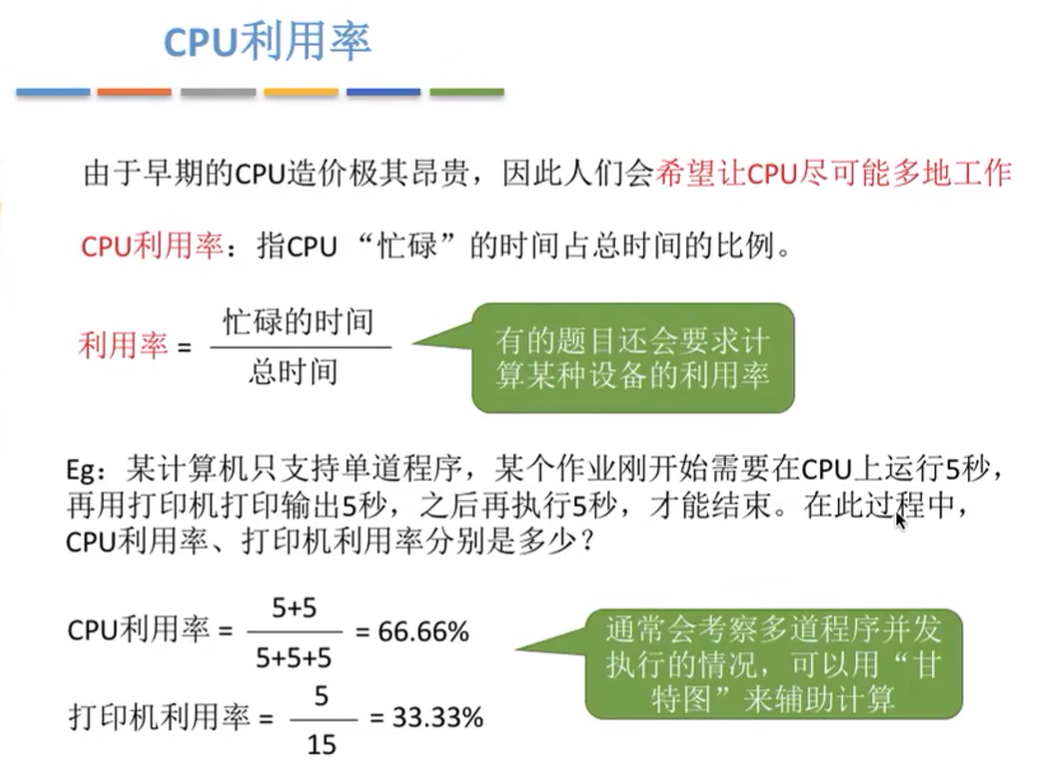 CPU利用率
由于早期的CPU造价极其昂贵，因此人们会希望让CPU尽可能多地工作
CPU利用率：指CPU “忙碌”的时间占总时间的比例。
利用率 = 忙碌的时间
总时间
有的题目还会要求计
算某种设备的利用率
Eg：某计算机只支持单道程序，某个作业刚开始需要在CPU上运行5秒，
再用打印机打印输出5秒，之后再执行5秒，才能结束。在此过程中，
CPU利用率、打印机利用率分别是多少？
5+5
CPU利用率 = = 66.66%
5+5+5
5
打印机利用率 = = 33.33%
15
通常会考察多道程序并发
执行的情况，可以用“甘
特图”来辅助计算